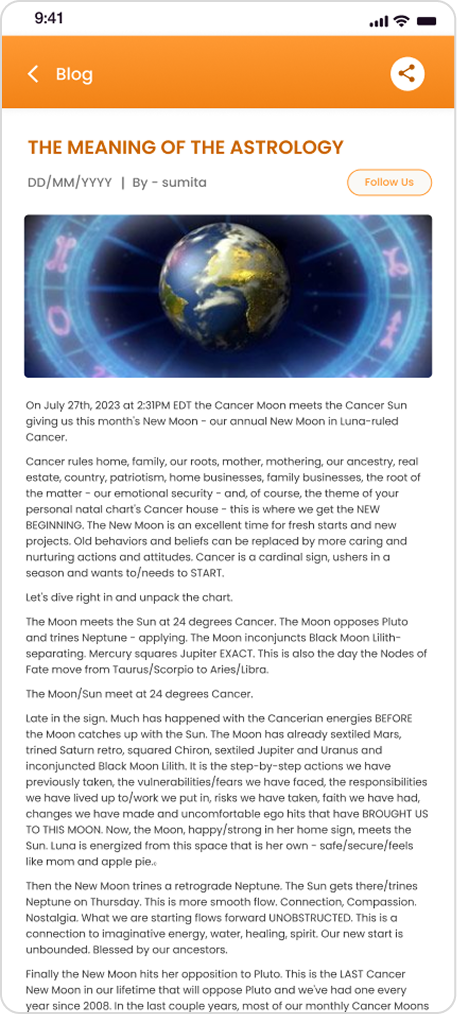 9:41
Blog
THE MEANING OF THE ASTROLOGY
DD/MM/YYYY | By - sumita
Follow Us
On July 27th, 2023 at 2:31PM EDT the Cancer Moon meets the Cancer Sun
giving us this month's New Moon - our annual New Moon in Luna-ruled
Cancer.
Cancer rules home, family, our roots, mother, mothering, our ancestry, real
estate, country, patriotism, home businesses, family businesses, the root of
the matter - our emotional security - and, of course, the theme of your
personal natal chart's Cancer house - this is where we get the NEW
BEGINNING. The New Moon is an excellent time for fresh starts and new
projects. Old behaviors and beliefs can be replaced by more caring and
nurturing actions and attitudes. Cancer is a cardinal sign, ushers in a
season and wants to/needs to START.
Let's dive right in and unpack the chart.
The Moon meets the Sun at 24 degrees Cancer. The Moon opposes Pluto
and trines Neptune - applying. The Moon inconjuncts Black Moon Lilith-
separating. Mercury squares Jupiter EXACT. This is also the day the Nodes of
Fate move from Taurus/Scorpio to Aries/Libra.
The Moon/Sun meet at 24 degrees Cancer.
Late in the sign. Much has happened with the Cancerian energies BEFORE
the Moon catches up with the Sun. The Moon has already sextiled Mars,
trined Saturn retro, squared Chiron, sextiled Jupiter and Uranus and
inconjuncted Black Moon Lilith. It is the step-by-step actions we have
previously taken, the vulnerabilities/fears we have faced, the responsibilities
we have lived up to/work we put in, risks we have taken, faith we have had,
changes we have made and uncomfortable ego hits that have BROUGHT US
TO THIS MOON. Now, the Moon, happy/strong in her home sign, meets the
Sun. Luna is energized from this space that is her own - safe/secure/feels
like mom and apple pie.
Then the New Moon trines a retrograde Neptune. The Sun gets there/trines
Neptune on Thursday. This is more smooth flow. Connection, Compassion.
Nostalgia. What we are starting flows forward UNOBSTRUCTED. This is a
connection to imaginative energy, water, healing, spirit. Our new start is
unbounded. Blessed by our ancestors.
Finally the New Moon hits her opposition to Pluto. This is the LAST Cancer
New Moon in our lifetime that will oppose Pluto and we've had one every
year since 2008. In the last couple years, most of our monthly Cancer Moons